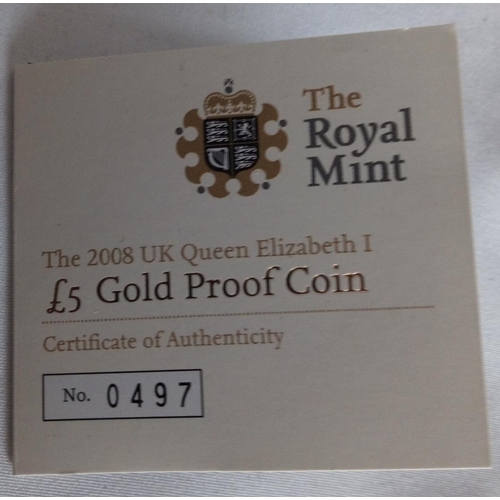 The
Royal
Mint
The 2008 UK Queen Elizabeth I
£5 Gold Proof Coin
Certificate of Authenticity
No. 0497